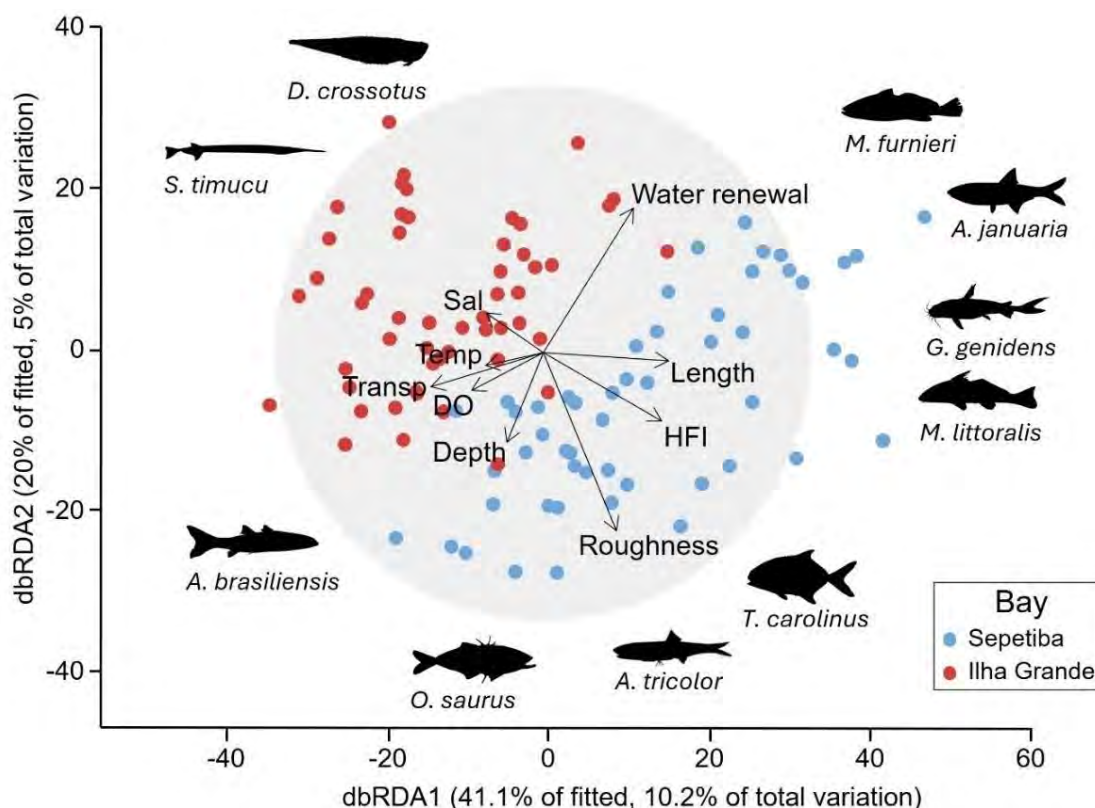 40
20
0
-20
-40
dbRDA2 (20% of fitted, 5% of total variation)
D. crossotus
S. timucu
M. furnieri
A. januaria
G. genidens
M. littoralis
Water renewal
Sal
Temp
Transp
DO
Depth
Length
HFI
Roughness
A. brasiliensis
O. saurus
A. tricolor
T. carolinus
Bay
Sepetiba
Ilha Grande
-40
-20
0
20
40
60
dbRDA1 (41.1% of fitted, 10.2% of total variation)